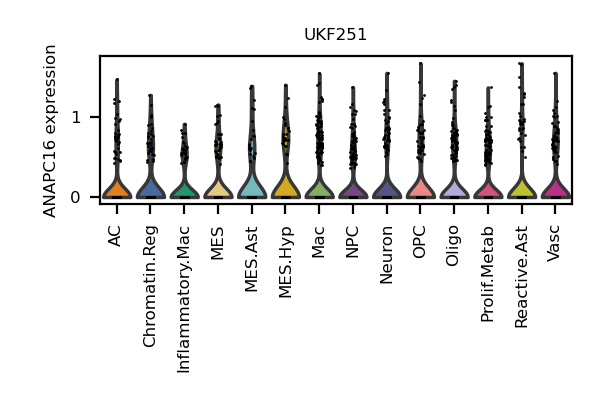 UKF251
ANAPC16 expression
1
0
AC
Chromatin.Reg
Inflammatory.Mac
MES
MES.Ast
MES.Hyp
Mac
NPC
Neuron
OPC
Oligo
Prolif.Metab
Reactive.Ast
Vasc